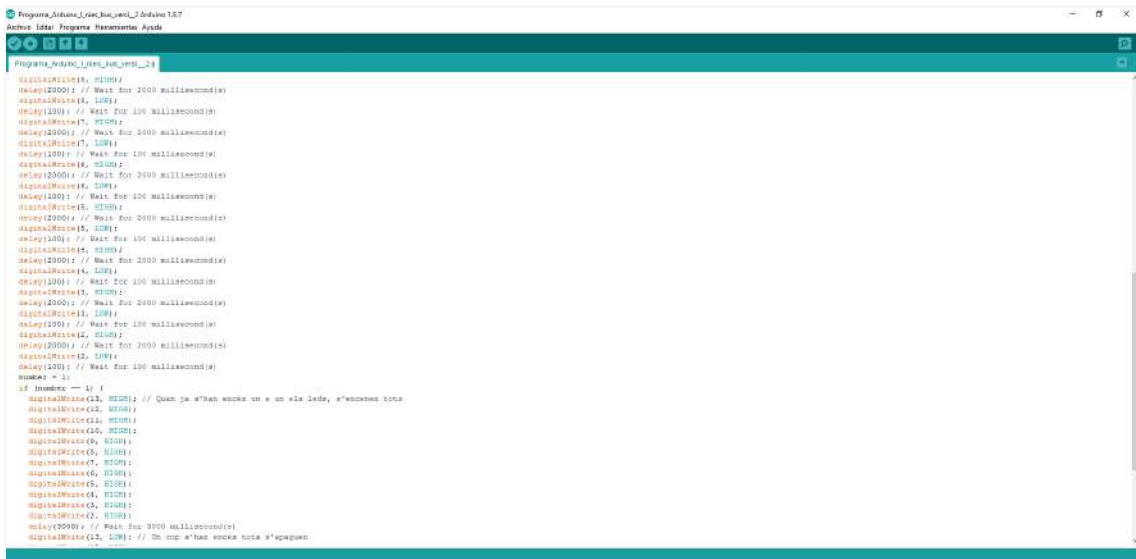 Programa_Arduino_l_nies_bus_versi__2 Arduino 1.8.7
Archivo Editar Programa Herramientas Ayuda
Programa_Arduino_l_nies_bus_versi__2 §
digitalWrite(8, HIGH);
delay(2000); // Wait for 2000 millisecond(s)
digitalWrite(8, LOW);
delay(100); // Wait for 100 millisecond(s)
digitalWrite(7, HIGH);
delay(2000); // Wait for 2000 millisecond(s)
digitalWrite(7, LOW);
delay(100); // Wait for 100 millisecond(s)
digitalWrite(6, HIGH);
delay(2000); // Wait for 2000 millisecond(s)
digitalWrite(6, LOW);
delay(100); // Wait for 100 millisecond(s)
digitalWrite(5, HIGH);
delay(2000); // Wait for 2000 millisecond(s)
digitalWrite(5, LOW);
delay(100); // Wait for 100 millisecond(s)
digitalWrite(4, HIGH);
delay(2000); // Wait for 2000 millisecond(s)
digitalWrite(4, LOW);
delay(100); // Wait for 100 millisecond(s)
digitalWrite(3, HIGH);
delay(2000); // Wait for 2000 millisecond(s)
digitalWrite(3, LOW);
delay(100); // Wait for 100 millisecond(s)
digitalWrite(2, HIGH);
delay(2000); // Wait for 2000 millisecond(s)
digitalWrite(2, LOW);
delay(100); // Wait for 100 millisecond(s)
number = 1;
if (number == 1) {
digitalWrite(13, HIGH); // Quan ja s'han encés un a un els leds, s'encenen tots
digitalWrite(12, HIGH);
digitalWrite(11, HIGH);
digitalWrite(10, HIGH);
digitalWrite(9, HIGH);
digitalWrite(8, HIGH);
digitalWrite(7, HIGH);
digitalWrite(6, HIGH);
digitalWrite(5, HIGH);
digitalWrite(4, HIGH);
digitalWrite(3, HIGH);
digitalWrite(2, HIGH);
delay(3000); // Wait for 3000 millisecond(s)
digitalWrite(13, LOW); // Un cop s'han encés tots s'apaguen